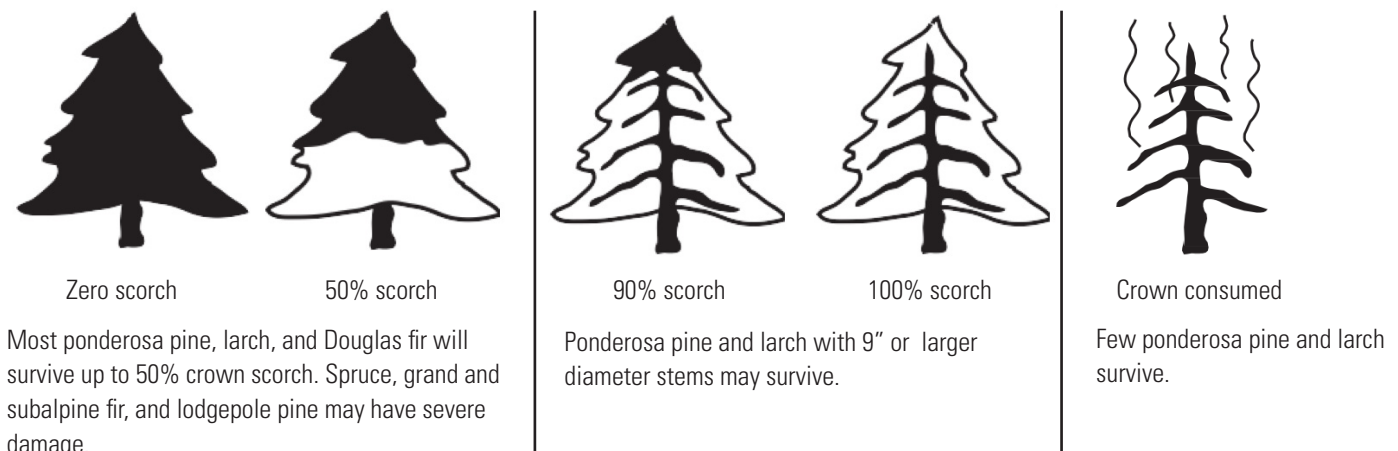 Zero scorch
50% scorch
Most ponderosa pine, larch, and Douglas fir will
survive up to 50% crown scorch. Spruce, grand and
subalpine fir, and lodgepole pine may have severe
damage
90% scorch
100% scorch
Ponderosa pine and larch with 9” or larger
diameter stems may survive.
Crown consumed
Few ponderosa pine and larch
survive.